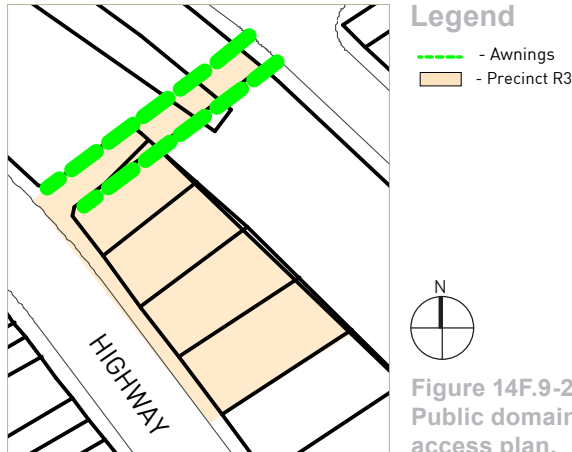 Legend
- Awnings
- Precinct R3
HIGHWAY
N
Figure 14F.9-2
Public domain
access plan.